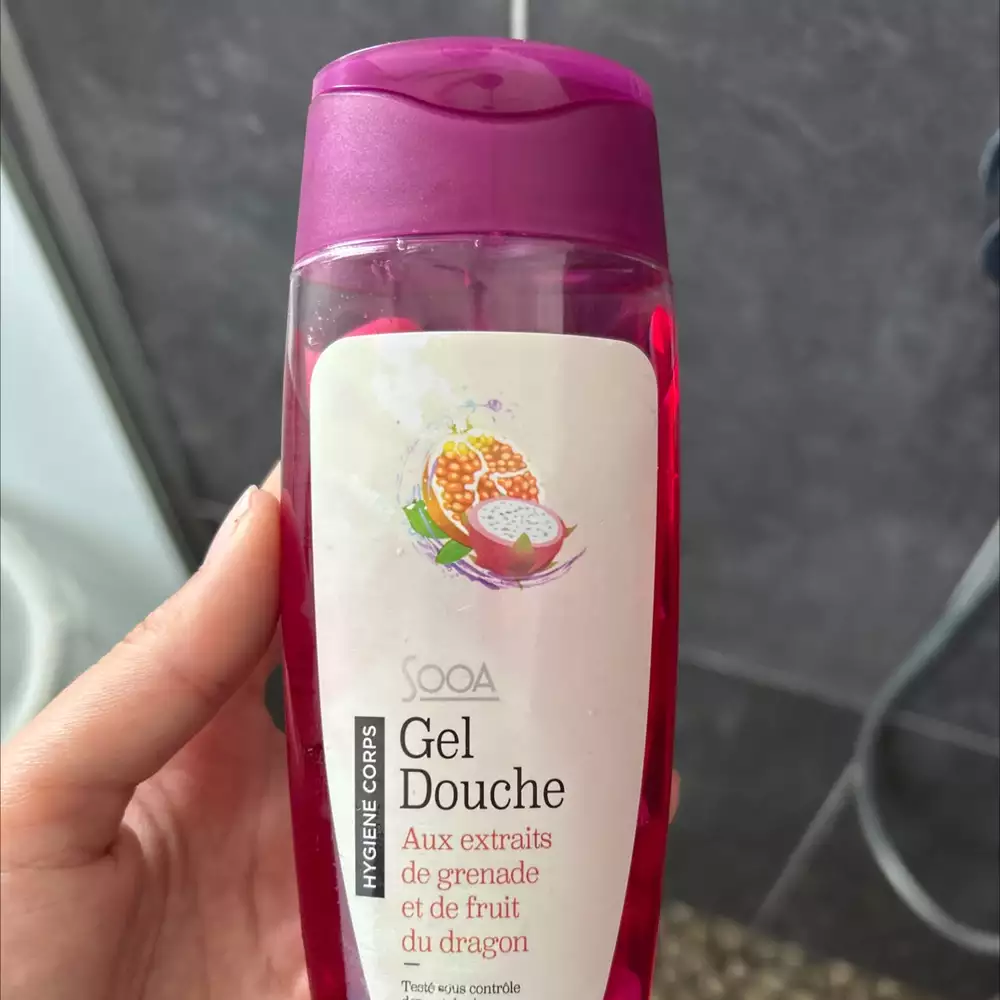 SOOA
HYGIENE CORPS
Gel
Douche
Aux extraits
de grenade
et de fruit
du dragon
Testé sous contrôle